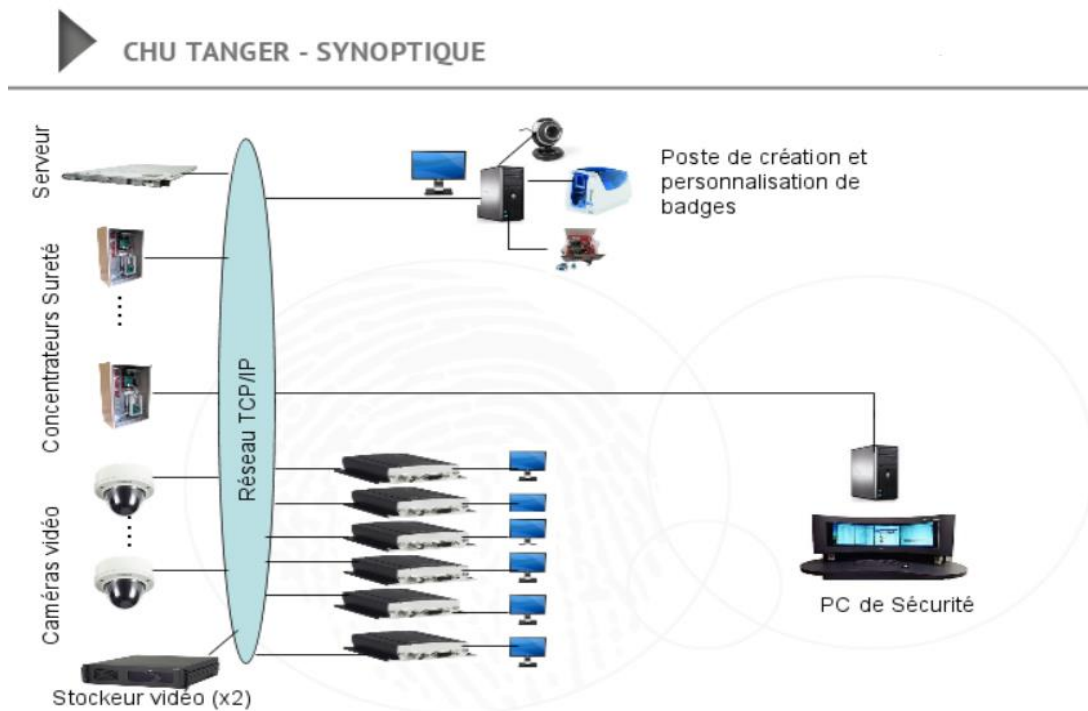 CHU TANGER - SYNOPTIQUE
Serveur
Concentrateurs Sureté
Caméras vidéo
Réseau TCP/IP
Poste de création et
personnalisation de
badges
PC de Sécurité
Stockeur vidéo (x2)